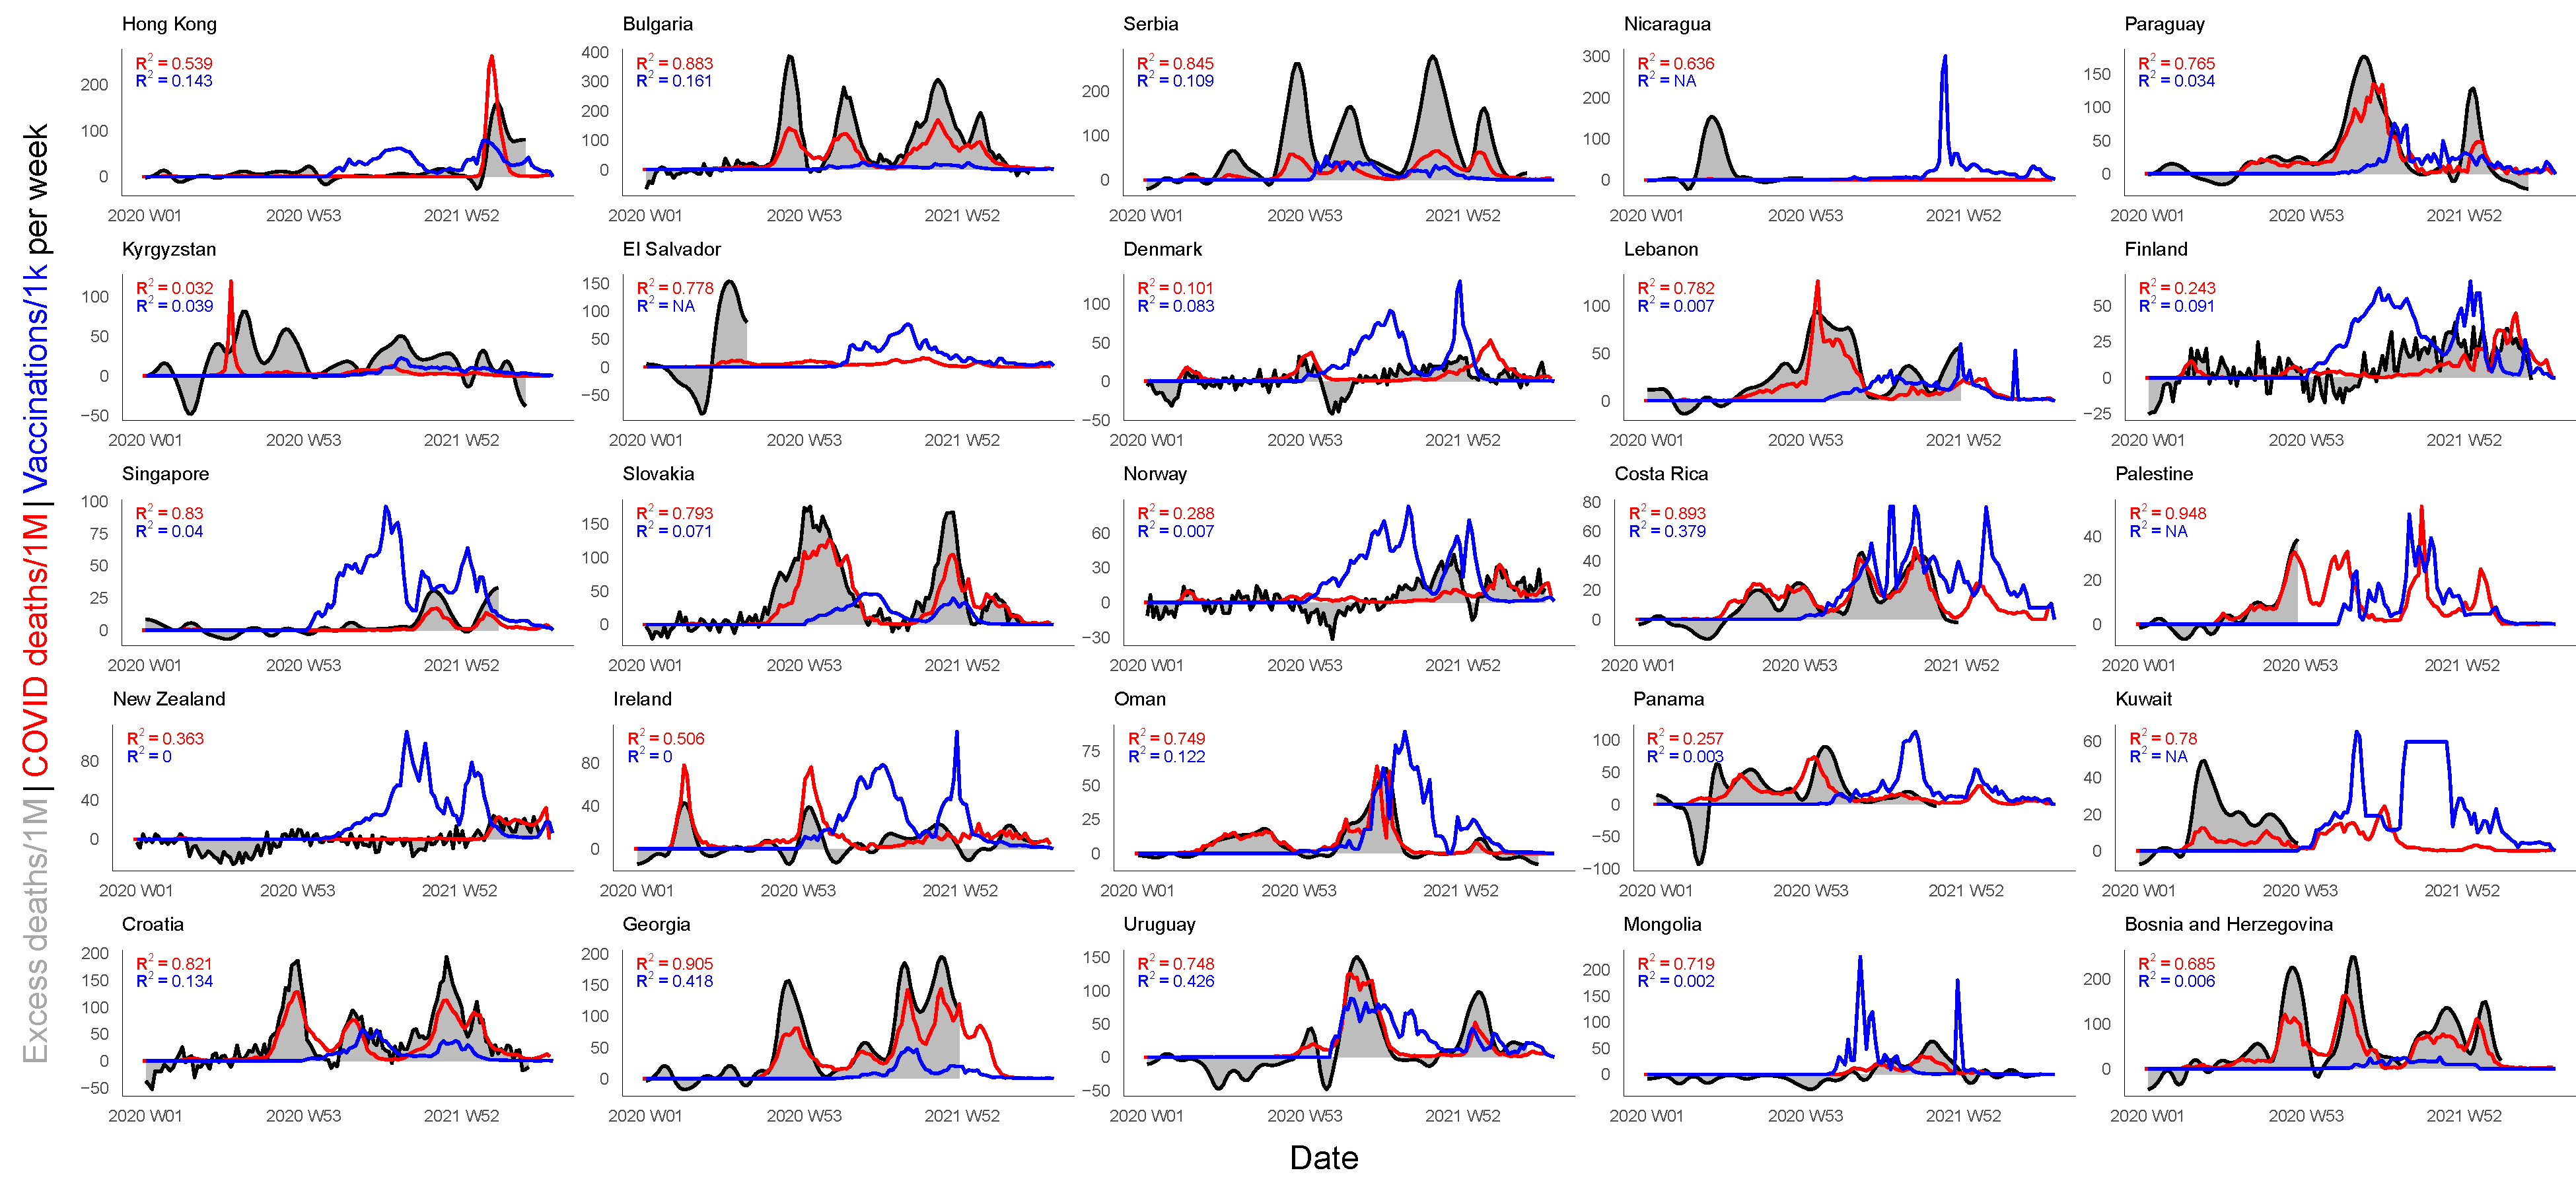 Excess deaths/1M | COVID deaths/1M | Vaccinations/1k per week
Hong Kong
R² = 0.539
R² = 0.143
200
100
0
2020 W01 2020 W53 2021 W52
Bulgaria
R² = 0.883
R² = 0.161
400
300
200
100
0
2020 W01 2020 W53 2021 W52
Serbia
R² = 0.845
R² = 0.109
200
100
0
2020 W01 2020 W53 2021 W52
Nicaragua
R² = 0.636
R² = NA
300
200
100
0
2020 W01 2020 W53 2021 W52
Paraguay
R² = 0.765
R² = 0.034
150
100
50
0
2020 W01 2020 W53 2021 W52
Kyrgyzstan
R² = 0.032
R² = 0.039
100
50
0
−50
2020 W01 2020 W53 2021 W52
El Salvador
R² = 0.778
R² = NA
150
100
50
0
−50
2020 W01 2020 W53 2021 W52
Denmark
R² = 0.101
R² = 0.083
100
50
0
−50
2020 W01 2020 W53 2021 W52
Lebanon
R² = 0.782
R² = 0.007
100
50
0
2020 W01 2020 W53 2021 W52
Finland
R² = 0.243
R² = 0.091
50
25
0
−25
2020 W01 2020 W53 2021 W52
Singapore
R² = 0.83
R² = 0.04
100
75
50
25
0
2020 W01 2020 W53 2021 W52
Slovakia
R² = 0.793
R² = 0.071
150
100
50
0
2020 W01 2020 W53 2021 W52
Norway
R² = 0.288
R² = 0.007
60
30
0
−30
2020 W01 2020 W53 2021 W52
Costa Rica
R² = 0.893
R² = 0.379
80
60
40
20
0
2020 W01 2020 W53 2021 W52
Palestine
R² = 0.948
R² = NA
40
20
0
2020 W01 2020 W53 2021 W52
New Zealand
R² = 0.363
R² = 0
80
40
0
2020 W01 2020 W53 2021 W52
Ireland
R² = 0.506
R² = 0
80
40
0
2020 W01 2020 W53 2021 W52
Oman
R² = 0.749
R² = 0.122
75
50
25
0
2020 W01 2020 W53 2021 W52
Panama
R² = 0.257
R² = 0.003
100
50
0
−50
−100
2020 W01 2020 W53 2021 W52
Kuwait
R² = 0.78
R² = NA
60
40
20
0
2020 W01 2020 W53 2021 W52
Croatia
R² = 0.821
R² = 0.134
200
150
100
50
0
−50
2020 W01 2020 W53 2021 W52
Georgia
R² = 0.905
R² = 0.418
200
150
100
50
0
2020 W01 2020 W53 2021 W52
Uruguay
R² = 0.748
R² = 0.426
150
100
50
0
−50
2020 W01 2020 W53 2021 W52
Mongolia
R² = 0.719
R² = 0.002
200
150
100
50
0
2020 W01 2020 W53 2021 W52
Bosnia and Herzegovina
R² = 0.685
R² = 0.006
200
100
0
2020 W01 2020 W53 2021 W52
Date